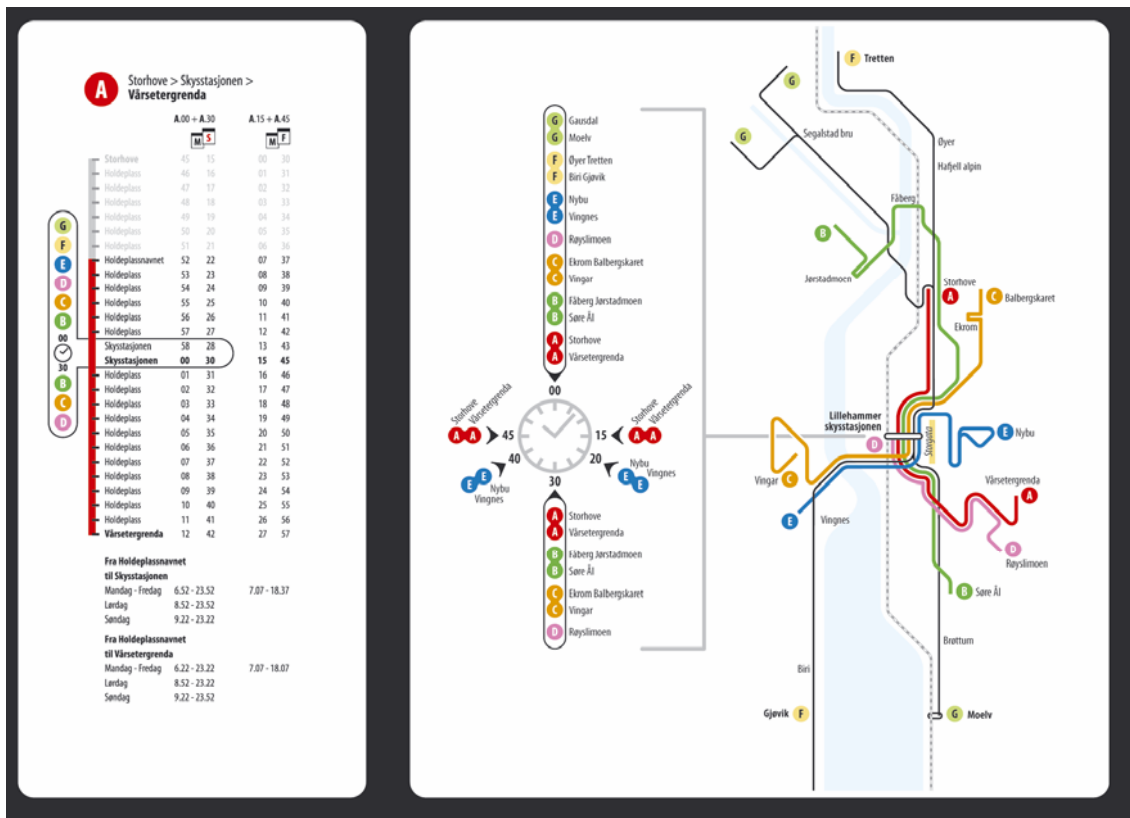 A
Storhove > Skysstasjonen >
Vårsetergrenda
A.00 + A.30 A.15 + A.45
M S M F
Storhove 45 15 00 30
Holdeplass 46 16 01 31
Holdeplass 47 17 02 32
Holdeplass 48 18 03 33
Holdeplass 49 19 04 34
Holdeplass 50 20 05 35
Holdeplass 51 21 06 36
Holdeplassnavnet 52 22 07 37
Holdeplass 53 23 08 38
Holdeplass 54 24 09 39
Holdeplass 55 25 10 40
Holdeplass 56 26 11 41
Holdeplass 57 27 12 42
Skysstasjonen 58 28 13 43
Skysstasjonen 00 30 15 45
Holdeplass 01 31 16 46
Holdeplass 02 32 17 47
Holdeplass 03 33 18 48
Holdeplass 04 34 19 49
Holdeplass 05 35 20 50
Holdeplass 06 36 21 51
Holdeplass 07 37 22 52
Holdeplass 08 38 23 53
Holdeplass 09 39 24 54
Holdeplass 10 40 25 55
Holdeplass 11 41 26 56
Vårsetergrenda 12 42 27 57
G
F
E
D
C
B
00
30
B
C
D
Fra Holdeplassnavnet
til Skysstasjonen
Mandag - Fredag 6.52 - 23.52 7.07 - 18.37
Lørdag 8.52 - 23.52
Søndag 9.22 - 23.22
Fra Holdeplassnavnet
til Vårsetergrenda
Mandag - Fredag 6.22 - 23.22 7.07 - 18.07
Lørdag 8.52 - 23.22
Søndag 9.22 - 23.52
G Gausdal
G Moelv
F Øyer Tretten
F Biri Gjøvik
E Nybu
E Vingnes
D Røyslimoen
C Ekrom Balbergskaret
C Vingar
B Fåberg Jørstadmoen
B Søre Ål
A Storhove
A Vårsetergrenda
00
Storhove
Vårsetergrenda
A A 45
40
E E Nybu
Vingnes
Storhove
Vårsetergrenda
15 A A
20
Nybu
Vingnes
E E
30
A Storhove
A Vårsetergrenda
B Fåberg Jørstadmoen
B Søre Ål
C Ekrom Balbergskaret
C Vingar
D Røyslimoen
F Tretten
G
G
Segalstad bru
Øyer
Hafjell alpin
Fåberg
B
Jørstadmoen
Storhove
A
C Balbergskaret
Ekrom
Lillehammer
skysstasjonen
D
Storgata
E Nybu
Vingar C
E
Vingnes
Vårsetergrenda
A
D
Røyslimoen
B Søre Ål
Brøttum
Biri
Gjøvik F
G Moelv